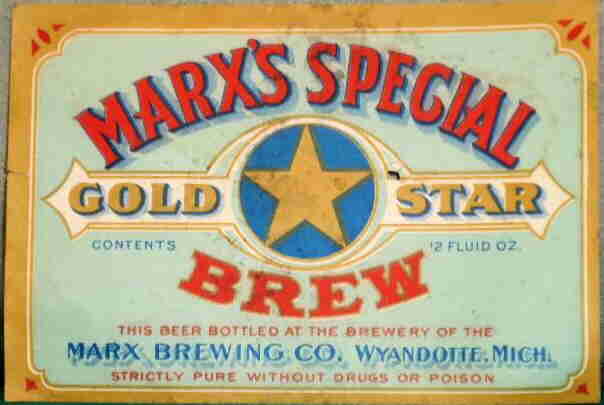 MARX'S SPECIAL
GOLD STAR
CONTENTS 12 FLUID OZ.
BREW
THIS BEER BOTTLED AT THE BREWERY OF THE
MARX BREWING CO. WYANDOTTE, MICH.
STRICTLY PURE WITHOUT DRUGS OR POISON